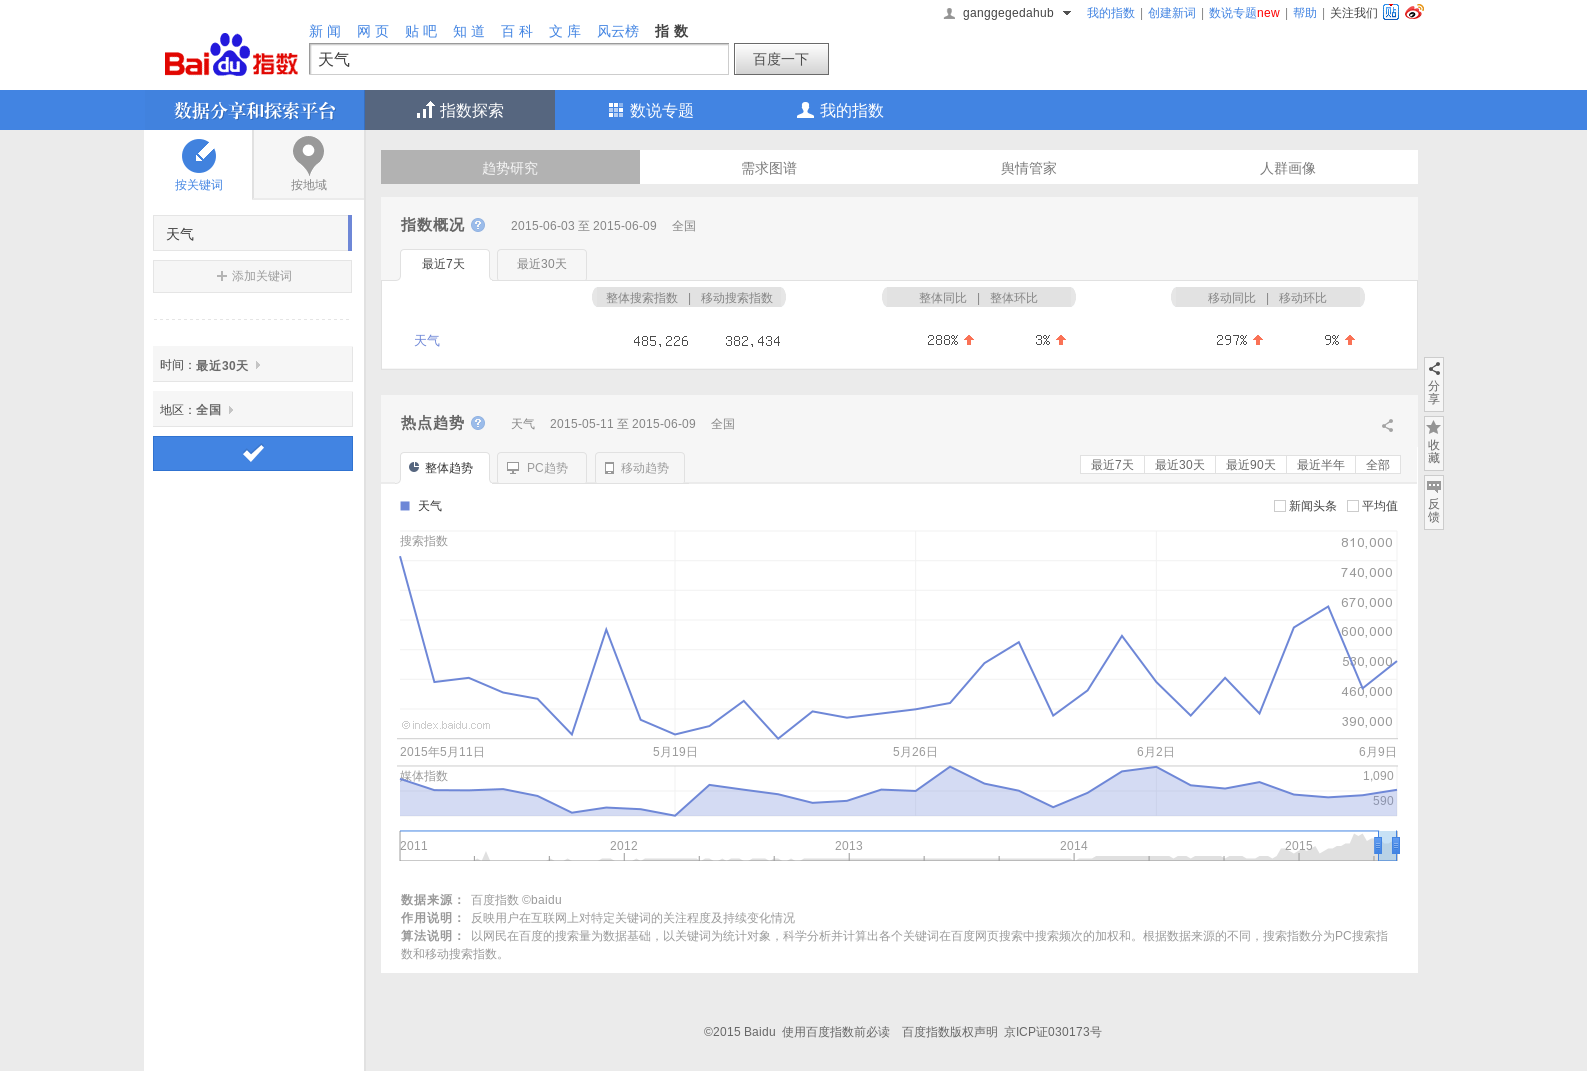 ganggegedahub 我的指数 | 创建新词 | 数说专题new | 帮助 | 关注我们 贴
新 闻 网 页 贴 吧 知 道 百 科 文 库 风云榜 指 数
Bai du 指数 天气 百度一下
数据分享和探索平台 指数探索 数说专题 我的指数
按关键词 按地域
天气
添加关键词
时间：最近30天
地区：全国
趋势研究 需求图谱 舆情管家 人群画像
指数概况 ? 2015-06-03 至 2015-06-09 全国
最近7天 最近30天
整体搜索指数 | 移动搜索指数 整体同比 | 整体环比 移动同比 | 移动环比
天气 485,226 382,434 288% 3% 297% 9%
热点趋势 ? 天气 2015-05-11 至 2015-06-09 全国
整体趋势 PC趋势 移动趋势 最近7天 最近30天 最近90天 最近半年 全部
天气 新闻头条 平均值
搜索指数 810,000
740,000
670,000
600,000
530,000
460,000
390,000
©index.baidu.com
2015年5月11日 5月19日 5月26日 6月2日 6月9日
媒体指数 1,090
590
2011 2012 2013 2014 2015
数据来源： 百度指数 ©baidu
作用说明： 反映用户在互联网上对特定关键词的关注程度及持续变化情况
算法说明： 以网民在百度的搜索量为数据基础，以关键词为统计对象，科学分析并计算出各个关键词在百度网页搜索中搜索频次的加权和。根据数据来源的不同，搜索指数分为PC搜索指
数和移动搜索指数。
分享
收藏
反馈
©2015 Baidu 使用百度指数前必读 百度指数版权声明 京ICP证030173号